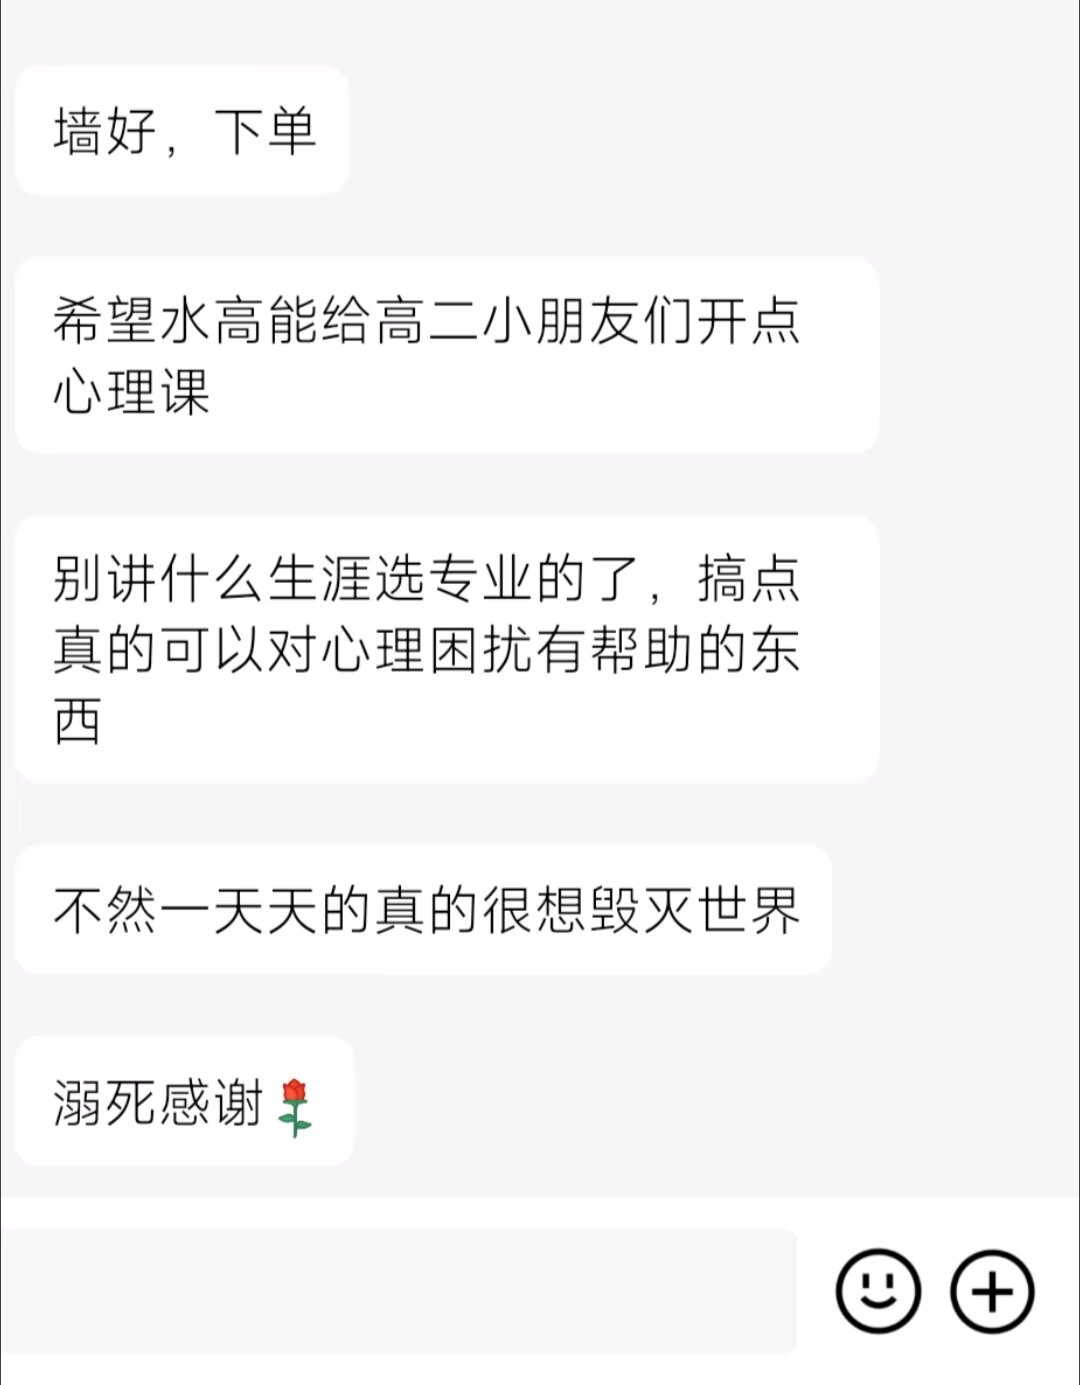 墙好，下单
希望水高能给高二小朋友们开点
心理课
别讲什么生涯选专业的了，搞点
真的可以对心理困扰有帮助的东
西
不然一天天的真的很想毁灭世界
溺死感谢🌹